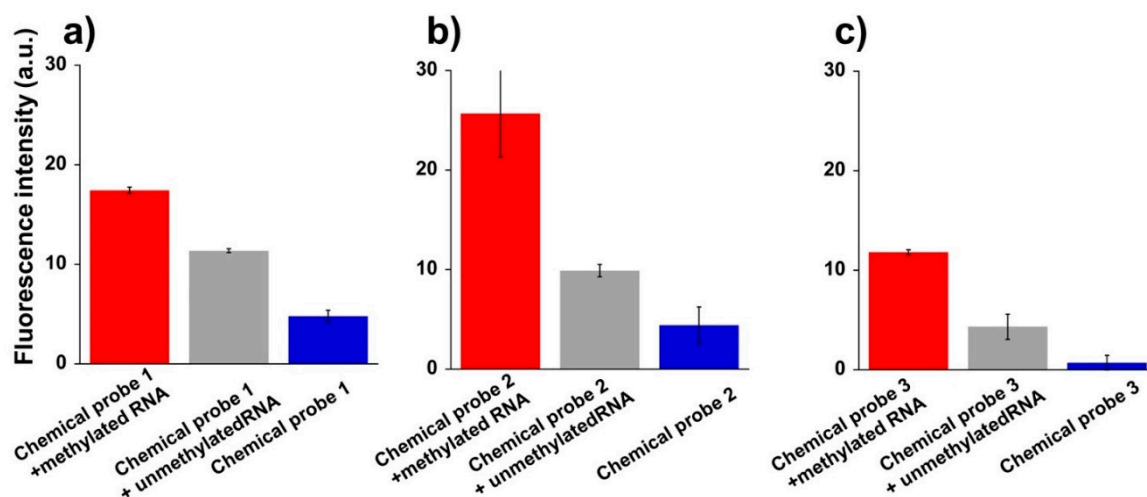 a)
b)
c)
Fluorescence intensity (a.u.)
30
20
10
0
Chemical probe 1
+methylated RNA
Chemical probe 1
+ unmethylatedRNA
Chemical probe 1
30
20
10
0
Chemical probe 2
+methylated RNA
Chemical probe 2
+ unmethylatedRNA
Chemical probe 2
30
20
10
0
Chemical probe 3
+methylated RNA
Chemical probe 3
+ unmethylatedRNA
Chemical probe 3